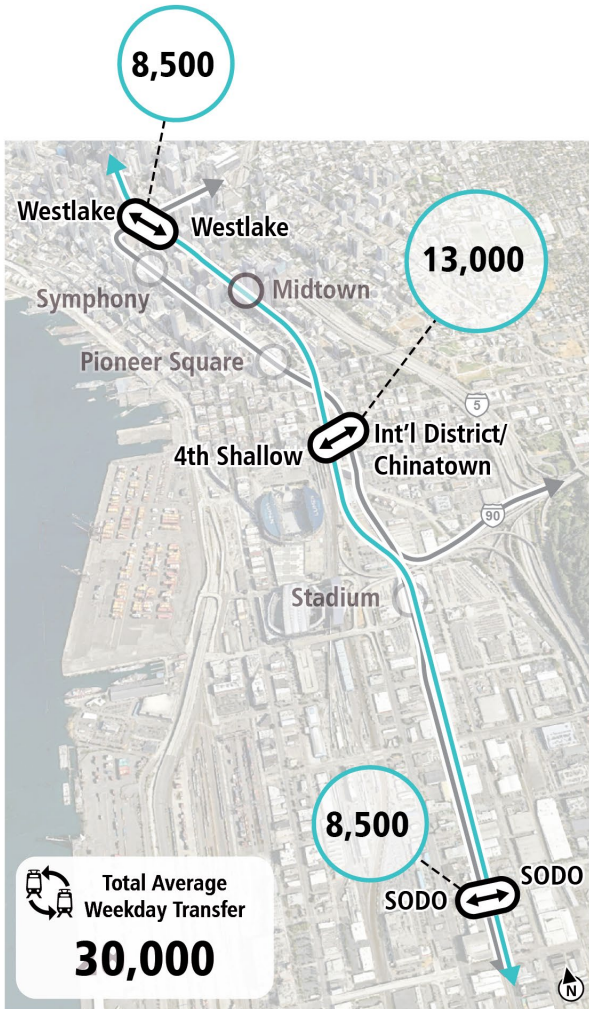 8,500
Westlake
Westlake
13,000
Symphony
Midtown
Pioneer Square
5
4th Shallow
Int'l District/
Chinatown
90
Stadium
8,500
SODO
SODO
Total Average
Weekday Transfer
30,000
N